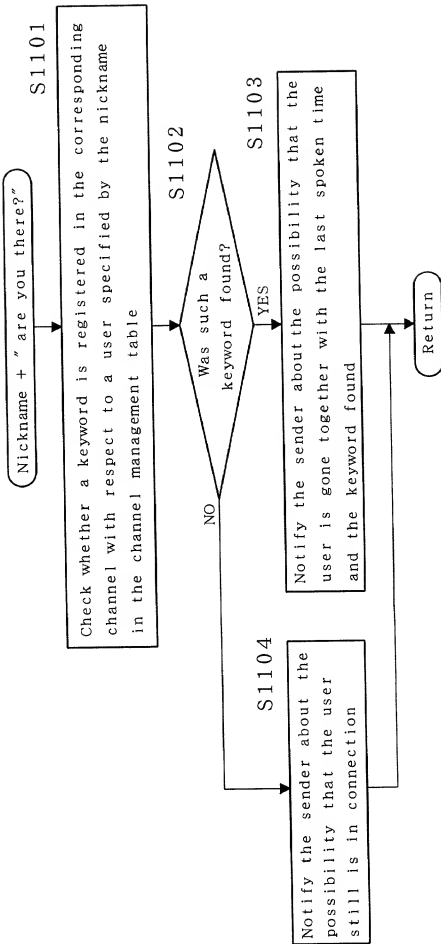 Nickname + " are you there?"
S1101
Check whether a keyword is registered in the corresponding
channel with respect to a user specified by the nickname
in the channel management table
S1102
Was such a
keyword found?
NO
YES
S1103
Notify the sender about the possibility that the
user is gone together with the last spoken time
and the keyword found
S1104
Notify the sender about the
possibility that the user
still is in connection
Return